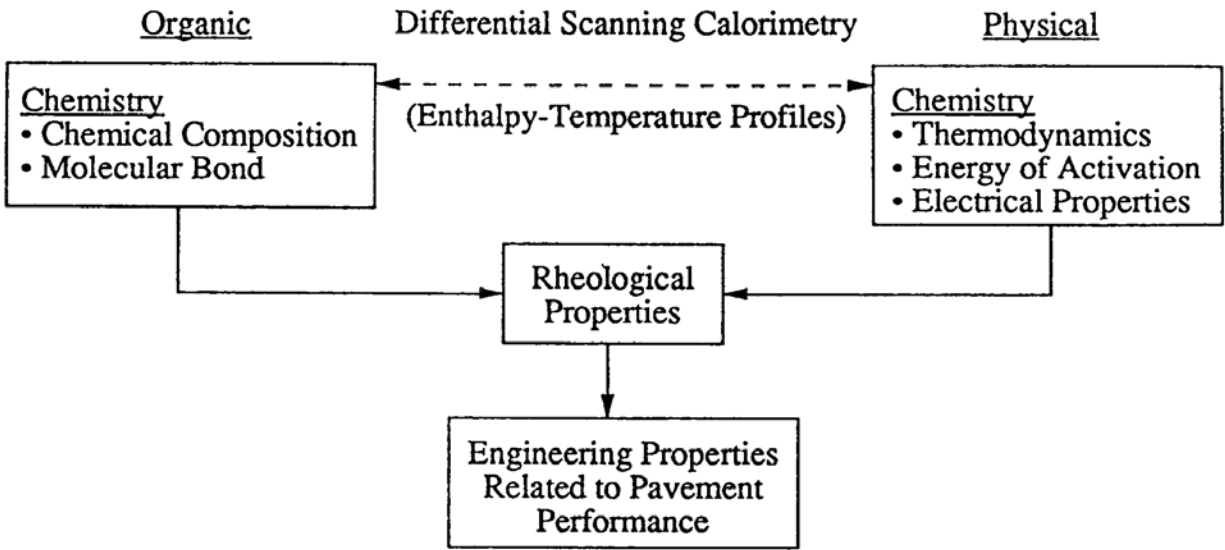 Organic
Differential Scanning Calorimetry
Physical
(Enthalpy-Temperature Profiles)
Chemistry
• Chemical Composition
• Molecular Bond
Chemistry
• Thermodynamics
• Energy of Activation
• Electrical Properties
Rheological
Properties
Engineering Properties
Related to Pavement
Performance